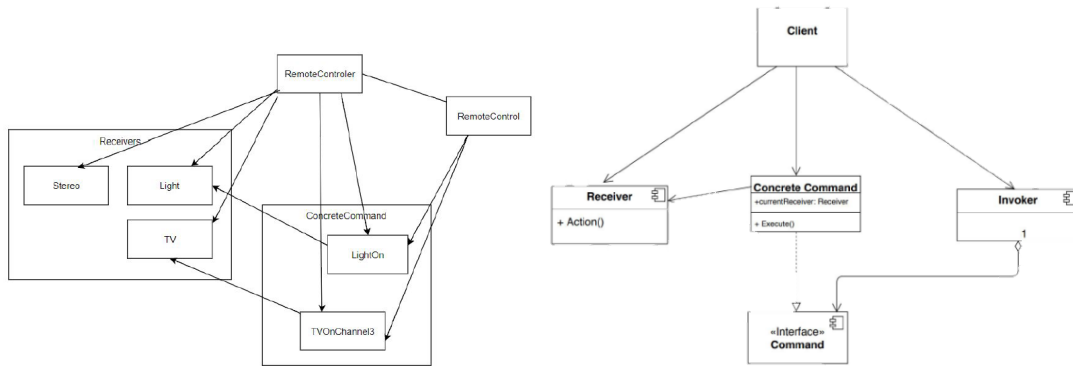 RemoteControler
RemoteControl
Receivers
Stereo
Light
TV
ConcreteCommand
LightOn
TVOnChannel3
Client
Receiver
+ Action()
Concrete Command
+currentReceiver: Receiver
+ Execute()
Invoker
1
«Interface»
Command